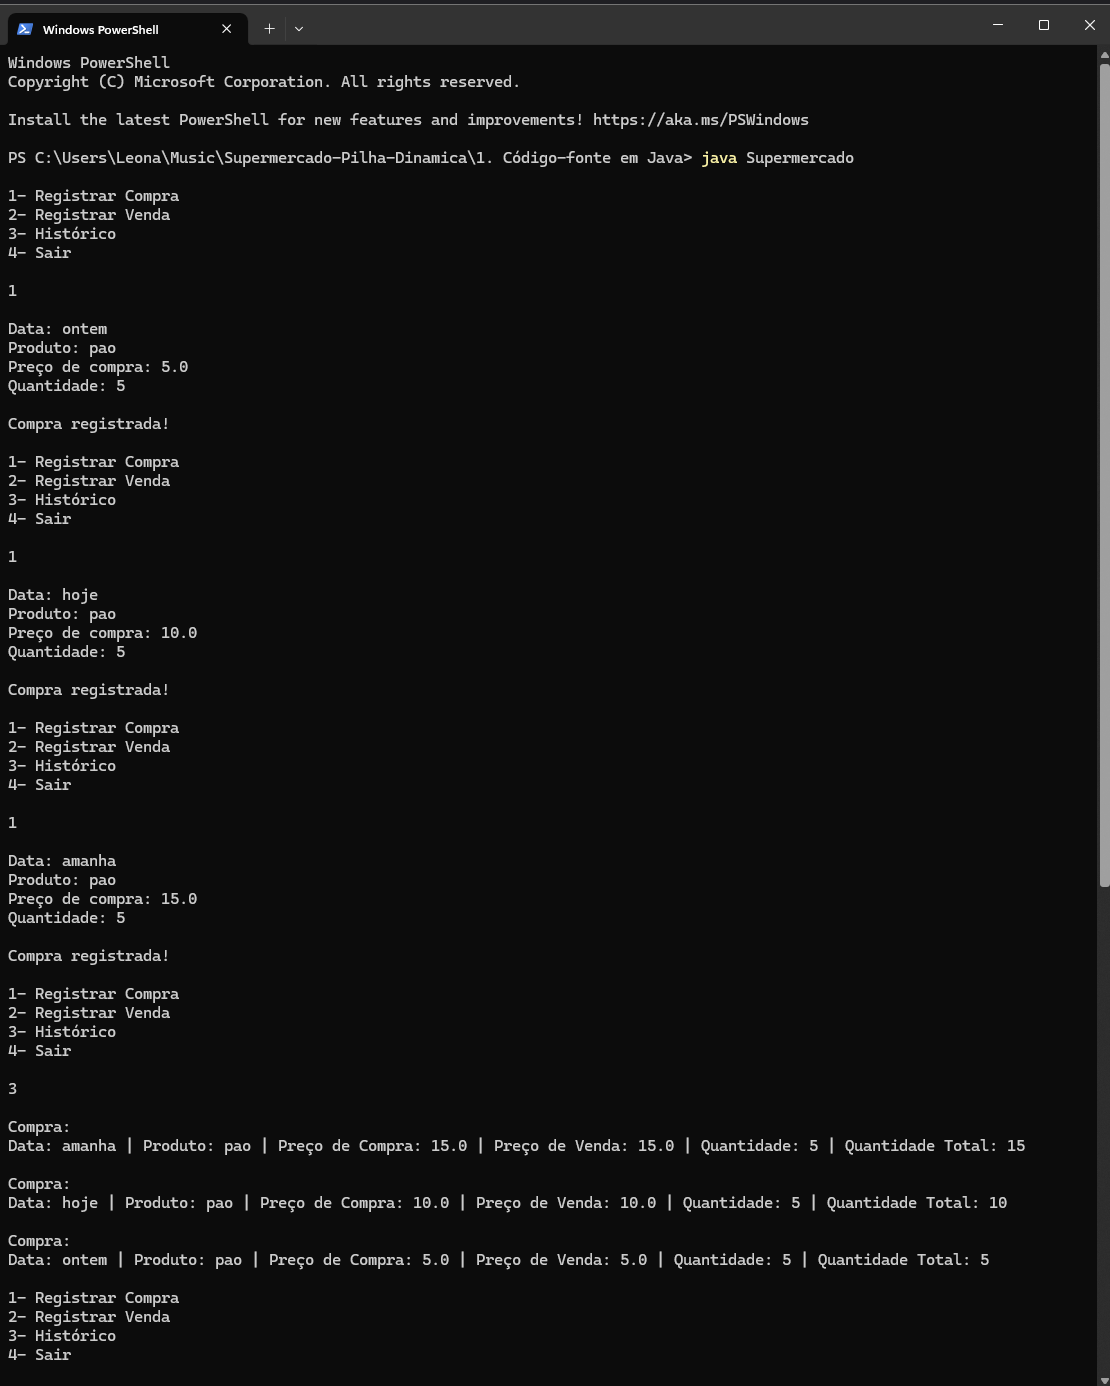 Windows PowerShell
Windows PowerShell
Copyright (C) Microsoft Corporation. All rights reserved.
Install the latest PowerShell for new features and improvements! https://aka.ms/PSWindows
PS C:\Users\Leona\Music\Supermercado-Pilha-Dinamica\1. Código-fonte em Java> java Supermercado
1- Registrar Compra
2- Registrar Venda
3- Histórico
4- Sair
1
Data: ontem
Produto: pao
Preço de compra: 5.0
Quantidade: 5
Compra registrada!
1- Registrar Compra
2- Registrar Venda
3- Histórico
4- Sair
1
Data: hoje
Produto: pao
Preço de compra: 10.0
Quantidade: 5
Compra registrada!
1- Registrar Compra
2- Registrar Venda
3- Histórico
4- Sair
1
Data: amanha
Produto: pao
Preço de compra: 15.0
Quantidade: 5
Compra registrada!
1- Registrar Compra
2- Registrar Venda
3- Histórico
4- Sair
3
Compra:
Data: amanha | Produto: pao | Preço de Compra: 15.0 | Preço de Venda: 15.0 | Quantidade: 5 | Quantidade Total: 15
Compra:
Data: hoje | Produto: pao | Preço de Compra: 10.0 | Preço de Venda: 10.0 | Quantidade: 5 | Quantidade Total: 10
Compra:
Data: ontem | Produto: pao | Preço de Compra: 5.0 | Preço de Venda: 5.0 | Quantidade: 5 | Quantidade Total: 5
1- Registrar Compra
2- Registrar Venda
3- Histórico
4- Sair